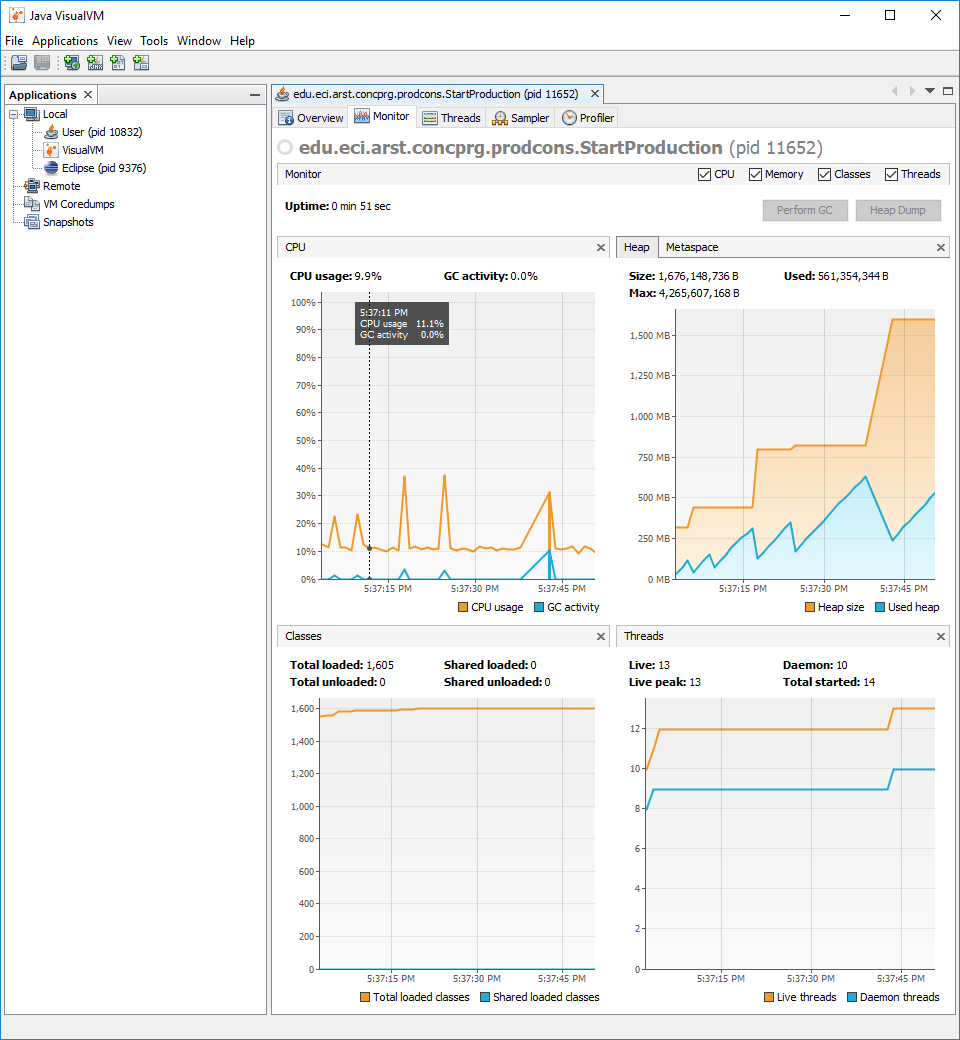 Java VisualVM
File Applications View Tools Window Help
Applications
Local
User (pid 10832)
VisualVM
Eclipse (pid 9376)
Remote
VM Coredumps
Snapshots
edu.eci.arst.concprg.prodcons.StartProduction (pid 11652)
Overview Monitor Threads Sampler Profiler
edu.eci.arst.concprg.prodcons.StartProduction (pid 11652)
Monitor CPU Memory Classes Threads
Uptime: 0 min 51 sec Perform GC Heap Dump
CPU
CPU usage: 9.9% GC activity: 0.0%
100%
90%
80%
70%
60%
50%
40%
30%
20%
10%
0%
5:37:11 PM
CPU usage 11.1%
GC activity 0.0%
5:37:15 PM 5:37:30 PM 5:37:45 PM
CPU usage GC activity
Heap Metaspace
Size: 1,676,148,736 B Used: 561,354,344 B
Max: 4,265,607,168 B
1,500 MB
1,250 MB
1,000 MB
750 MB
500 MB
250 MB
0 MB
5:37:15 PM 5:37:30 PM 5:37:45 PM
Heap size Used heap
Classes
Total loaded: 1,605 Shared loaded: 0
Total unloaded: 0 Shared unloaded: 0
1,600
1,400
1,200
1,000
800
600
400
200
0
5:37:15 PM 5:37:30 PM 5:37:45 PM
Total loaded classes Shared loaded classes
Threads
Live: 13 Daemon: 10
Live peak: 13 Total started: 14
12
10
8
6
4
2
0
5:37:15 PM 5:37:30 PM 5:37:45 PM
Live threads Daemon threads